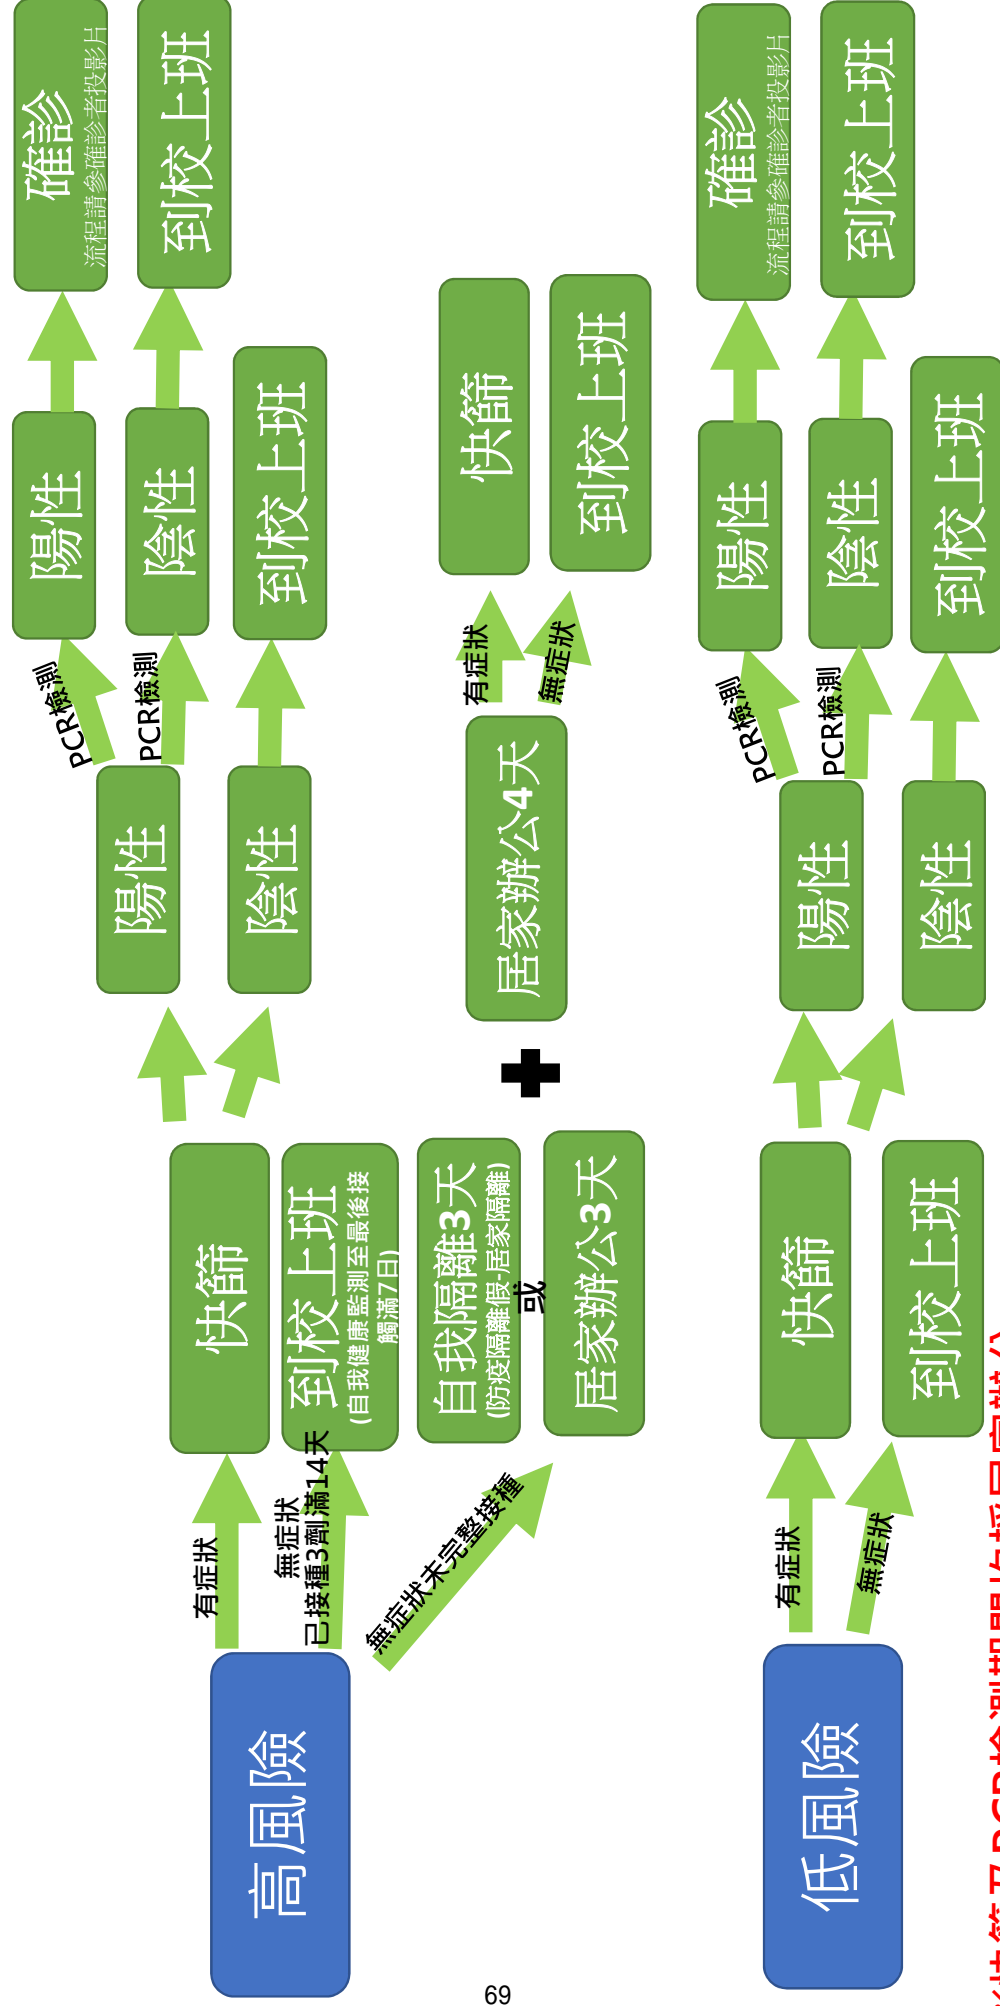 高風險
有症狀
快篩
陽性
PCR檢測
陽性
確診
流程請參確診者投影片
PCR檢測
陰性
到校上班
陰性
到校上班
無症狀
已接種3劑滿14天
到校上班
(自我健康監測至最後接
觸滿7日)
無症狀未完整接種
自我隔離3天
(防疫隔離假-居家隔離)
或
居家辦公3天
居家辦公4天
有症狀
快篩
無症狀
到校上班
低風險
有症狀
快篩
陽性
PCR檢測
陽性
確診
流程請參確診者投影片
PCR檢測
陰性
到校上班
陰性
到校上班
無症狀
到校上班
69